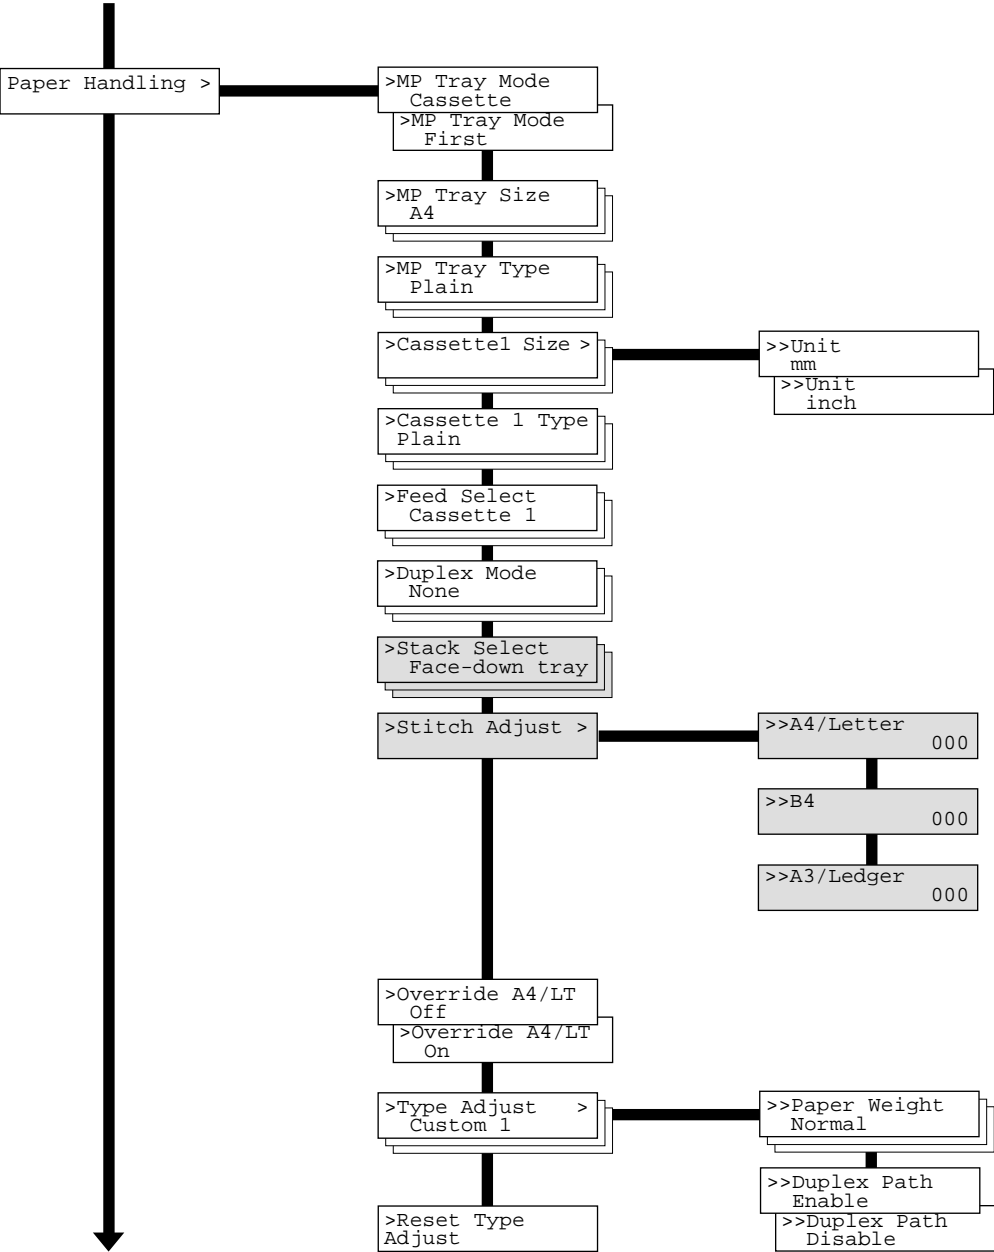 Paper Handling >
>MP Tray Mode
Cassette
>MP Tray Mode
First
>MP Tray Size
A4
>MP Tray Type
Plain
>Cassette1 Size >
>>Unit
mm
>>Unit
inch
>Cassette 1 Type
Plain
>Feed Select
Cassette 1
>Duplex Mode
None
>Stack Select
Face-down tray
>Stitch Adjust >
>>A4/Letter
000
>>B4
000
>>A3/Ledger
000
>Override A4/LT
Off
>Override A4/LT
On
>Type Adjust >
Custom 1
>>Paper Weight
Normal
>>Duplex Path
Enable
>>Duplex Path
Disable
>Reset Type
Adjust